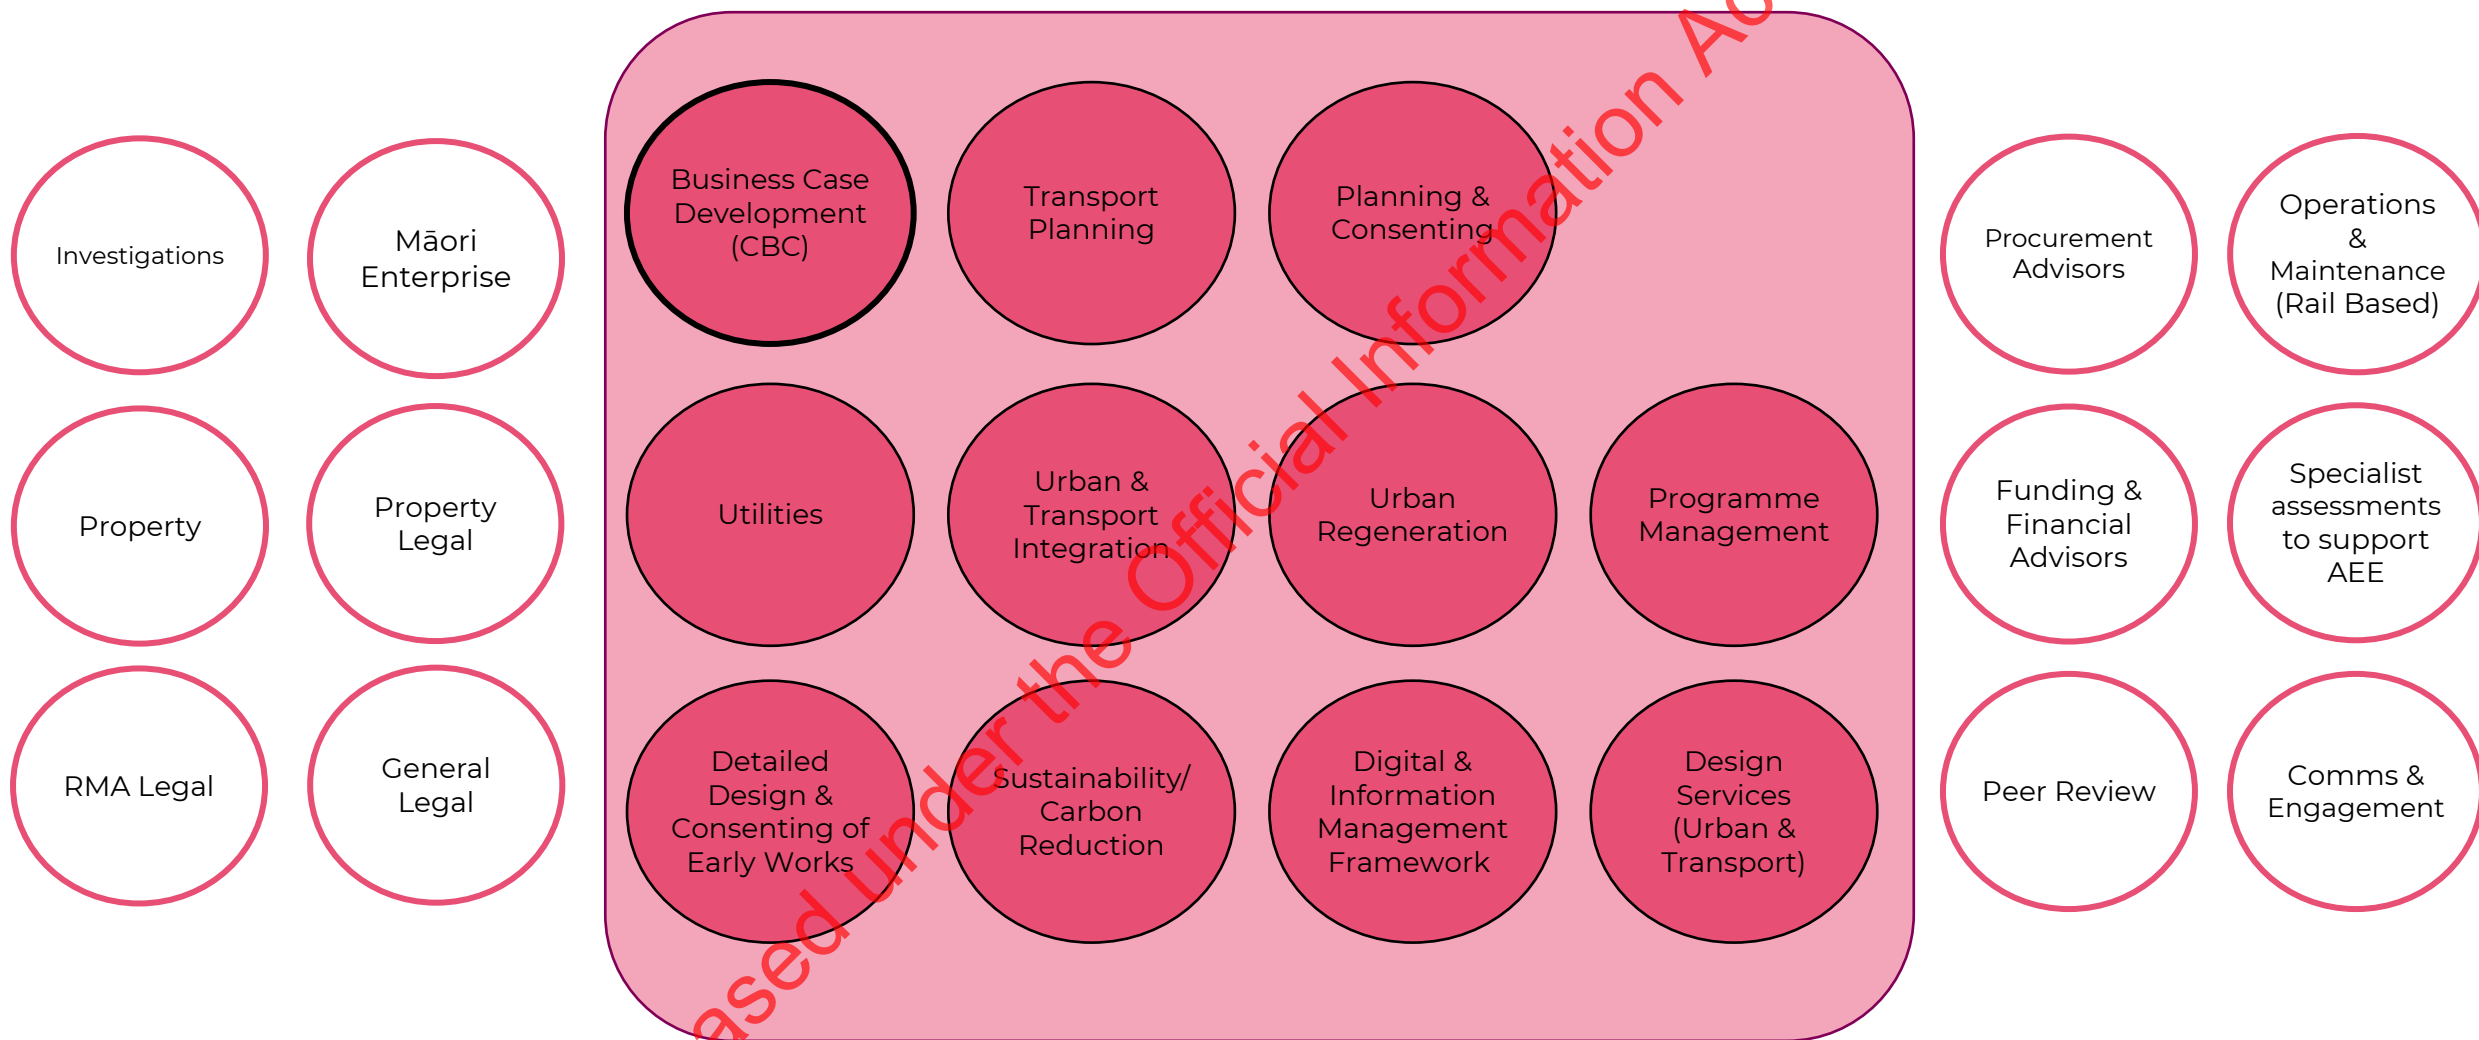 Investigations
Māori
Enterprise
Property
Property
Legal
RMA Legal
General
Legal
Business Case
Development
(CBC)
Transport
Planning
Planning &
Consenting
Utilities
Urban &
Transport
Integration
Urban
Regeneration
Programme
Management
Detailed
Design &
Consenting of
Early Works
Sustainability/
Carbon
Reduction
Digital &
Information
Management
Framework
Design
Services
(Urban &
Transport)
Procurement
Advisors
Operations
&
Maintenance
(Rail Based)
Funding &
Financial
Advisors
Specialist
assessments
to support
AEE
Peer Review
Comms &
Engagement
under the Official Information